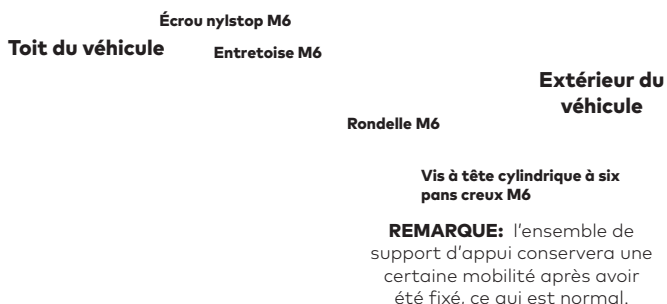 Écrou nylstop M6
Toit du véhicule
Entretoise M6
Extérieur du
véhicule
Rondelle M6
Vis à tête cylindrique à six
pans creux M6
REMARQUE: l'ensemble de
support d'appui conservera une
certaine mobilité après avoir
été fixé, ce qui est normal.